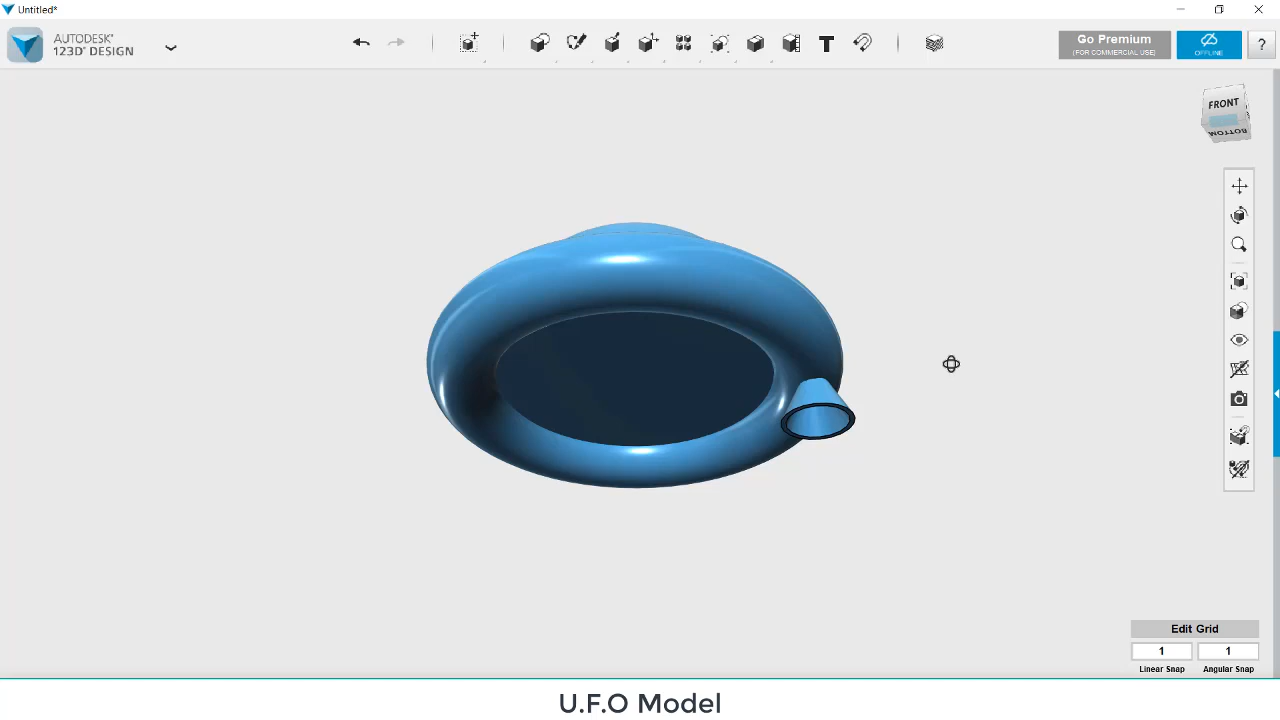 Untitled*
AUTODESK®
123D® DESIGN
Go Premium
(FOR COMMERCIAL USE)
OFFLINE
?
FRONT
BOTTOM
Edit Grid
1 1
Linear Snap Angular Snap
U.F.O Model